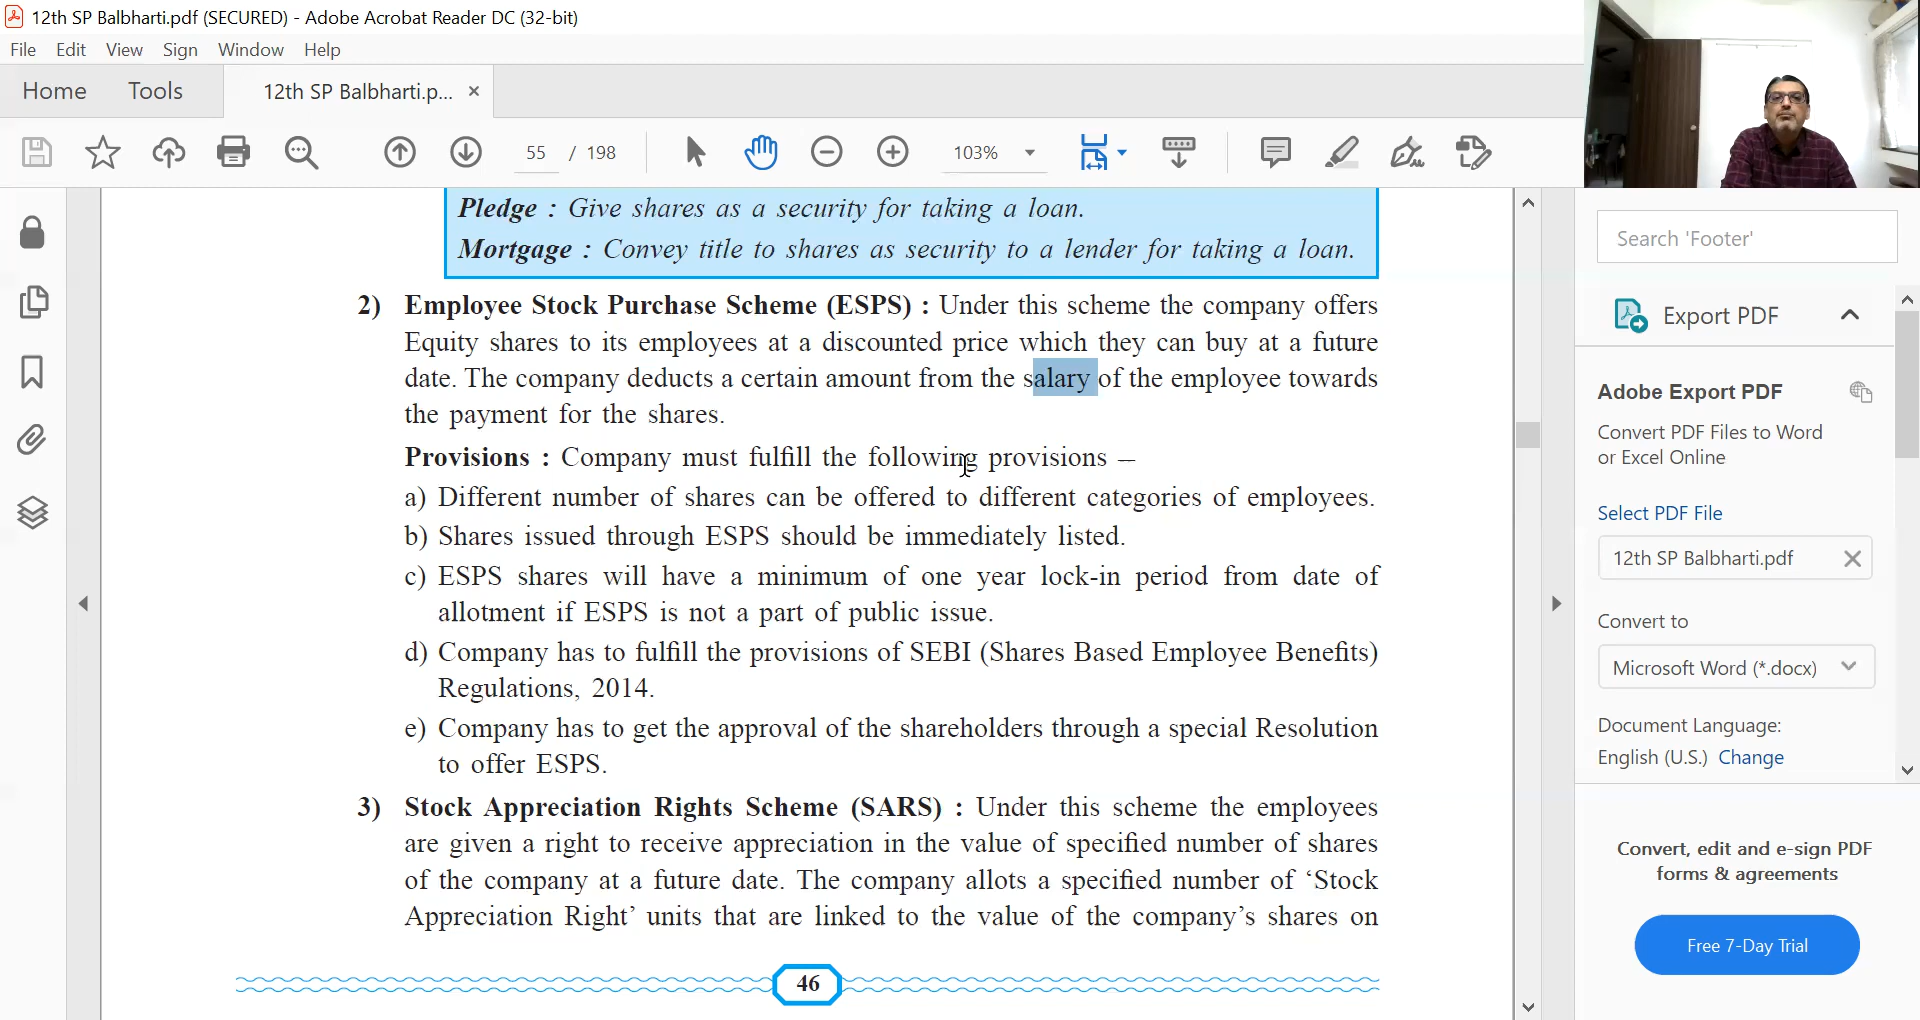 12th SP Balbharti.pdf (SECURED) - Adobe Acrobat Reader DC (32-bit)
File Edit View Sign Window Help
Home Tools 12th SP Balbharti.p... ×
55 / 198 103%
Pledge : Give shares as a security for taking a loan.
Mortgage : Convey title to shares as security to a lender for taking a loan.
2) Employee Stock Purchase Scheme (ESPS) : Under this scheme the company offers
Equity shares to its employees at a discounted price which they can buy at a future
date. The company deducts a certain amount from the salary of the employee towards
the payment for the shares.
Provisions : Company must fulfill the following provisions –
a) Different number of shares can be offered to different categories of employees.
b) Shares issued through ESPS should be immediately listed.
c) ESPS shares will have a minimum of one year lock-in period from date of
allotment if ESPS is not a part of public issue.
d) Company has to fulfill the provisions of SEBI (Shares Based Employee Benefits)
Regulations, 2014.
e) Company has to get the approval of the shareholders through a special Resolution
to offer ESPS.
3) Stock Appreciation Rights Scheme (SARS) : Under this scheme the employees
are given a right to receive appreciation in the value of specified number of shares
of the company at a future date. The company allots a specified number of ‘Stock
Appreciation Right’ units that are linked to the value of the company’s shares on
46
Search 'Footer'
Export PDF
Adobe Export PDF
Convert PDF Files to Word
or Excel Online
Select PDF File
12th SP Balbharti.pdf
Convert to
Microsoft Word (*.docx)
Document Language:
English (U.S.) Change
Convert, edit and e-sign PDF
forms & agreements
Free 7-Day Trial